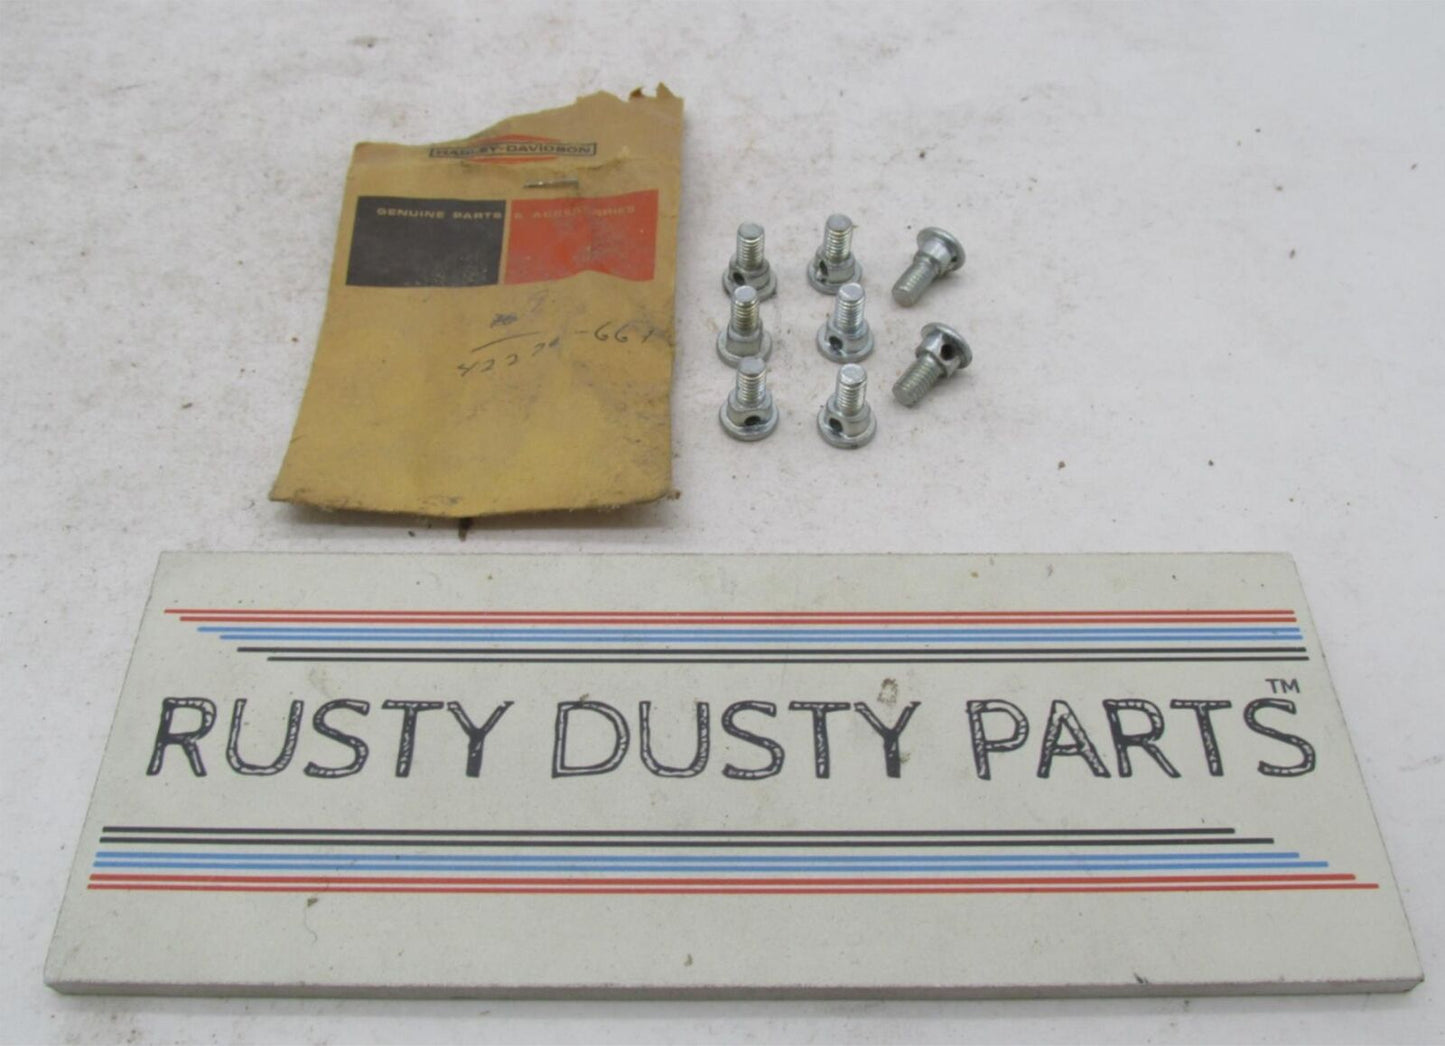 HARLEY-DAVIDSON
GENUINE PARTS & ACCESSORIES
RUSTY DUSTY PARTS™